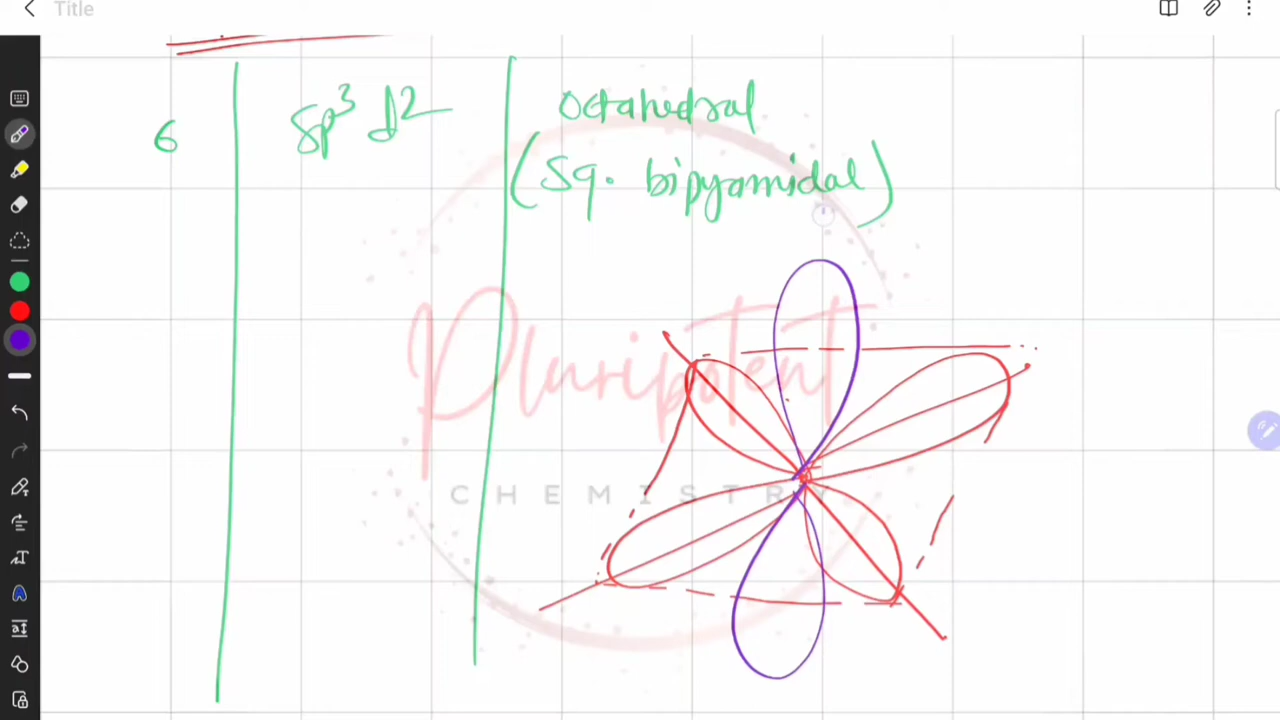 Title
6 sp³d² Octahedral
(Sq. bipyamidal)
Pluripotent
CHEMISTRY